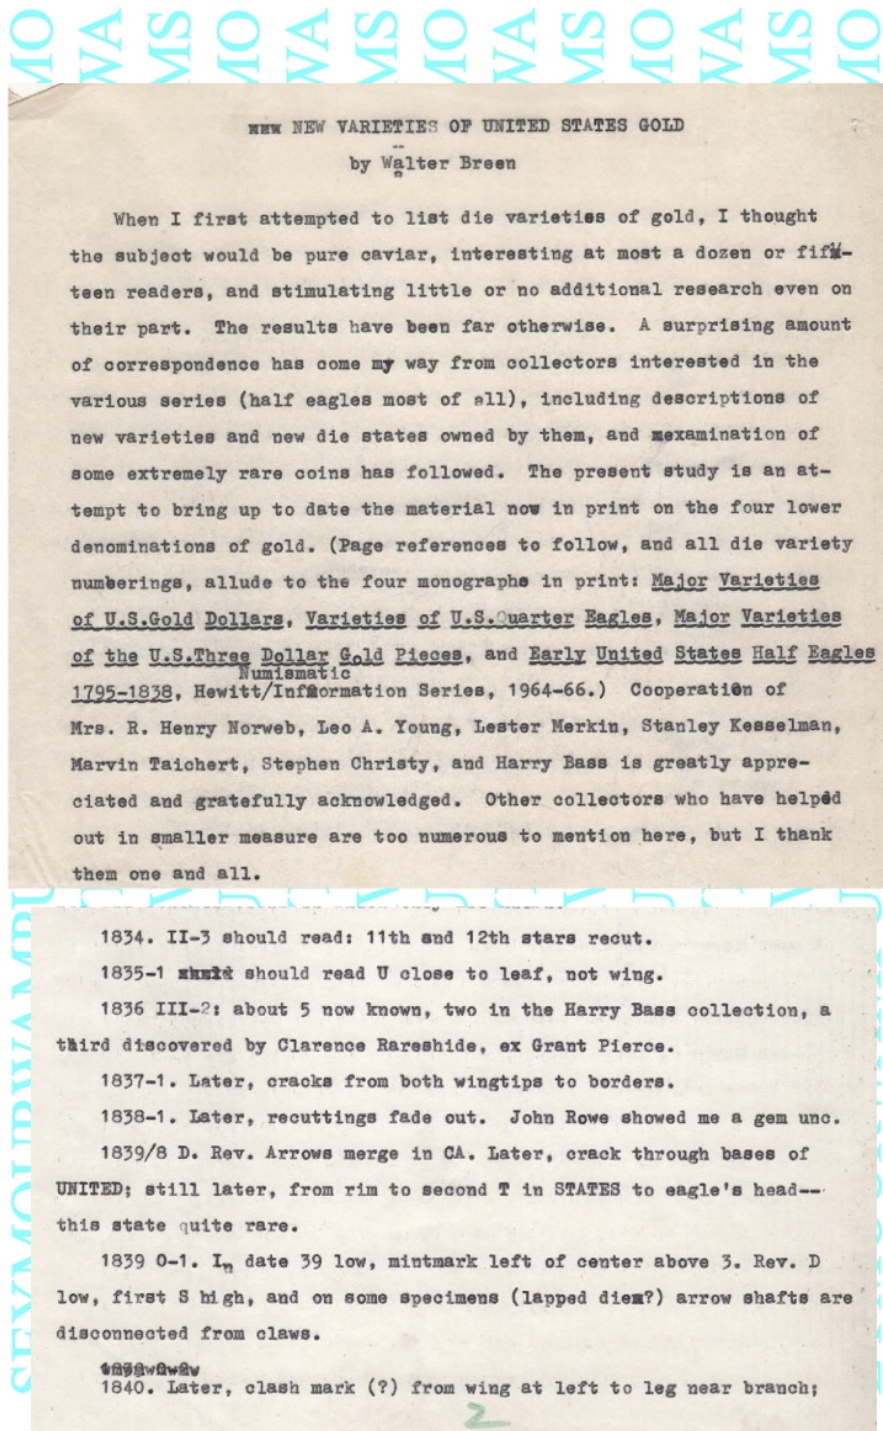 MO WA MS MO WA MS MO WA MS MO WA MS MO
NEW VARIETIES OF UNITED STATES GOLD
by Walter Breen
When I first attempted to list die varieties of gold, I thought
the subject would be pure caviar, interesting at most a dozen or fif-
teen readers, and stimulating little or no additional research even on
their part. The results have been far otherwise. A surprising amount
of correspondence has come my way from collectors interested in the
various series (half eagles most of all), including descriptions of
new varieties and new die states owned by them, and examination of
some extremely rare coins has followed. The present study is an at-
tempt to bring up to date the material now in print on the four lower
denominations of gold. (Page references to follow, and all die variety
numberings, allude to the four monographs in print: Major Varieties
of U.S.Gold Dollars, Varieties of U.S.Quarter Eagles, Major Varieties
of the U.S.Three Dollar Gold Pieces, and Early United States Half Eagles
Numismatic
1795-1838, Hewitt/Information Series, 1964-66.) Cooperation of
Mrs. R. Henry Norweb, Leo A. Young, Lester Merkin, Stanley Kesselman,
Marvin Taichert, Stephen Christy, and Harry Bass is greatly appre-
ciated and gratefully acknowledged. Other collectors who have helped
out in smaller measure are too numerous to mention here, but I thank
them one and all.
1834. II-3 should read: 11th and 12th stars recut.
1835-1 should read U close to leaf, not wing.
1836 III-2: about 5 now known, two in the Harry Bass collection, a
third discovered by Clarence Rareshide, ex Grant Pierce.
1837-1. Later, cracks from both wingtips to borders.
1838-1. Later, recuttings fade out. John Rowe showed me a gem unc.
1839/8 D. Rev. Arrows merge in CA. Later, crack through bases of
UNITED; still later, from rim to second T in STATES to eagle's head--
this state quite rare.
1839 O-1. In date 39 low, mintmark left of center above 3. Rev. D
low, first S high, and on some specimens (lapped die?) arrow shafts are
disconnected from claws.
1840. Later, clash mark (?) from wing at left to leg near branch;
2